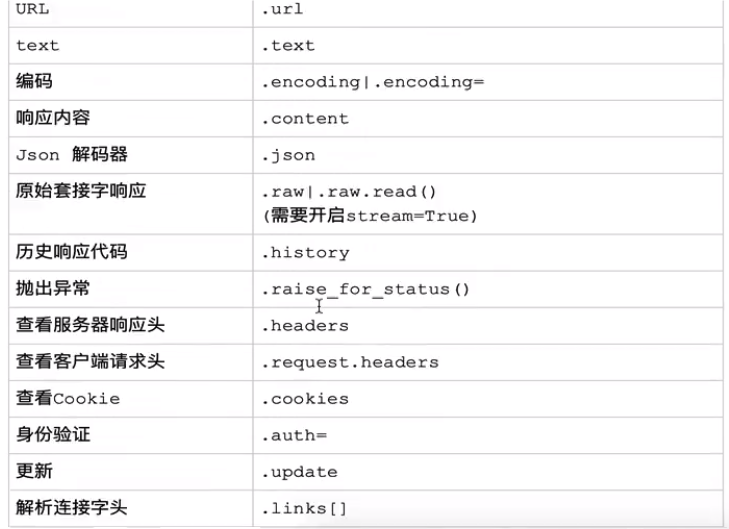 URL .url
text .text
编码 .encoding|.encoding=
响应内容 .content
Json 解码器 .json
原始套接字响应 .raw|.raw.read()
(需要开启stream=True)
历史响应代码 .history
抛出异常 .raise_for_status()
查看服务器响应头 .headers
查看客户端请求头 .request.headers
查看Cookie .cookies
身份验证 .auth=
更新 .update
解析连接字头 .links[]